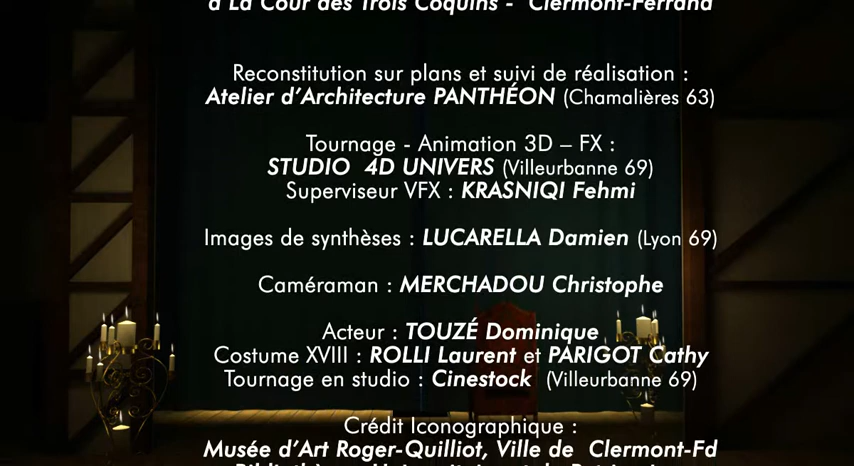 à La Cour des Trois Coquins - Clermont-Ferrand
Reconstitution sur plans et suivi de réalisation :
Atelier d'Architecture PANTHÉON (Chamalières 63)
Tournage - Animation 3D – FX :
STUDIO 4D UNIVERS (Villeurbanne 69)
Superviseur VFX : KRASNIQI Fehmi
Images de synthèses : LUCARELLA Damien (Lyon 69)
Caméraman : MERCHADOU Christophe
Acteur : TOUZÉ Dominique
Costume XVIII : ROLLI Laurent et PARIGOT Cathy
Tournage en studio : Cinestock (Villeurbanne 69)
Crédit Iconographique :
Musée d'Art Roger-Quilliot, Ville de Clermont-Fd